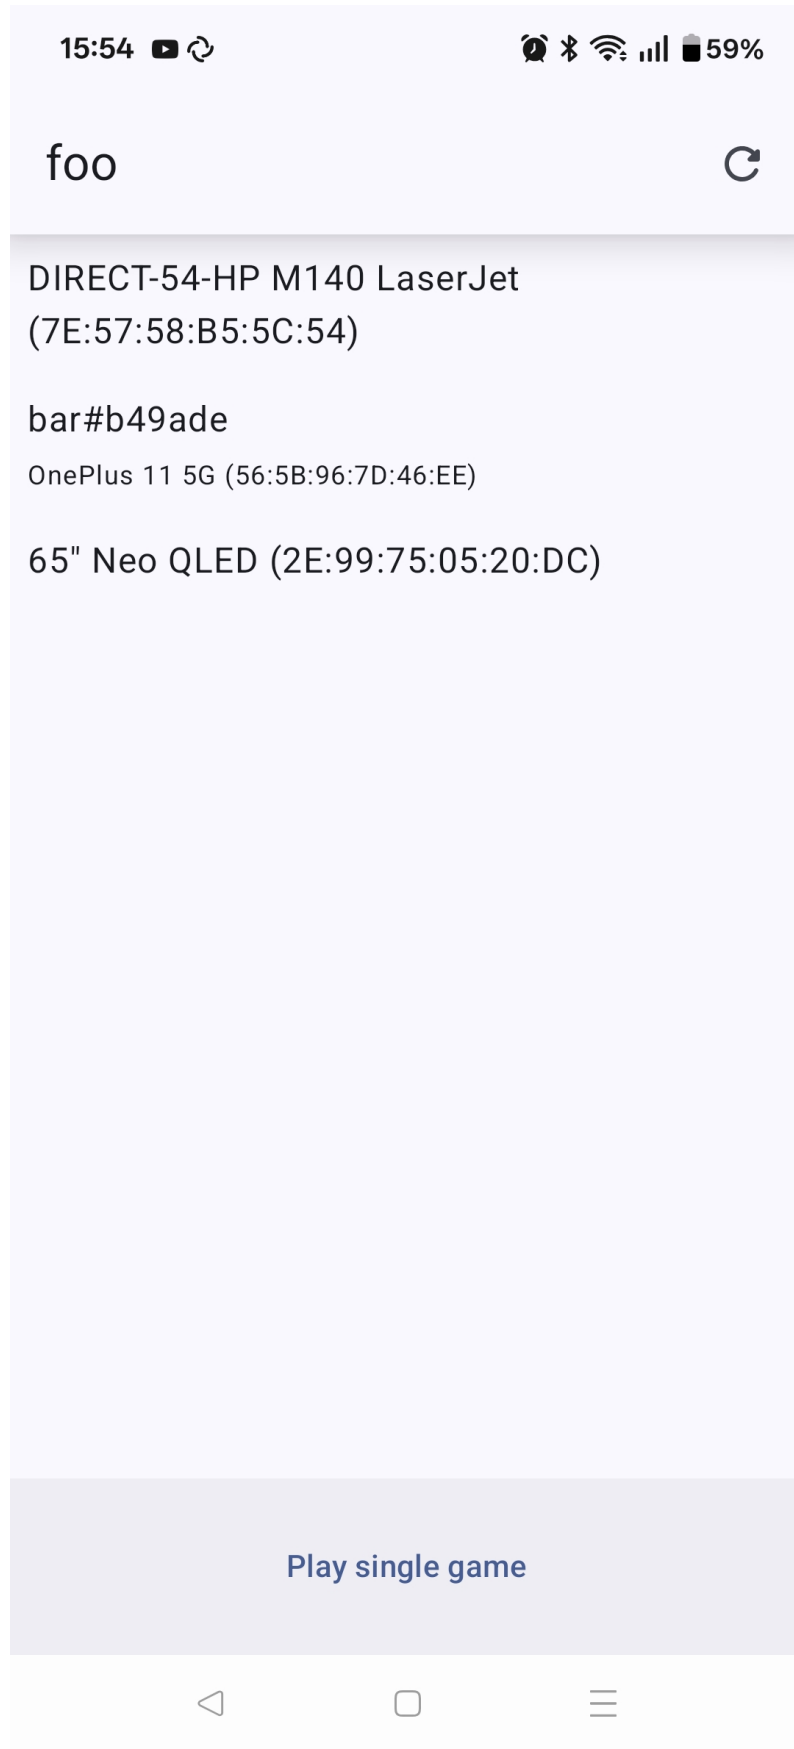 15:54
59%
foo
DIRECT-54-HP M140 LaserJet
(7E:57:58:B5:5C:54)
bar#b49ade
OnePlus 11 5G (56:5B:96:7D:46:EE)
65" Neo QLED (2E:99:75:05:20:DC)
Play single game